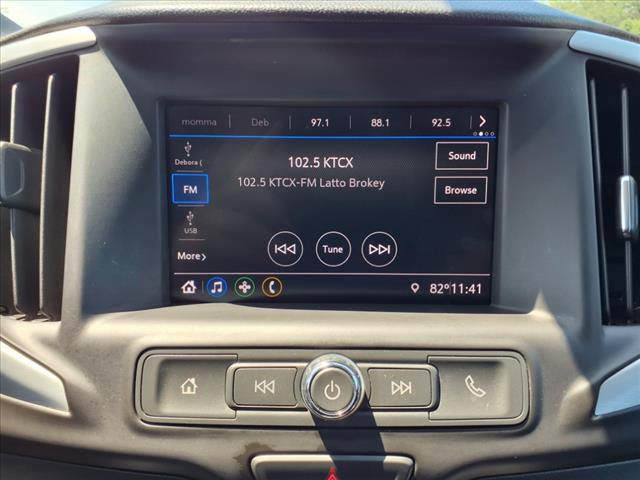 momma Deb 97.1 88.1 92.5
Debora (
102.5 KTCX
Sound
FM
102.5 KTCX-FM Latto Brokey
Browse
USB
Tune
More
82° 11:41